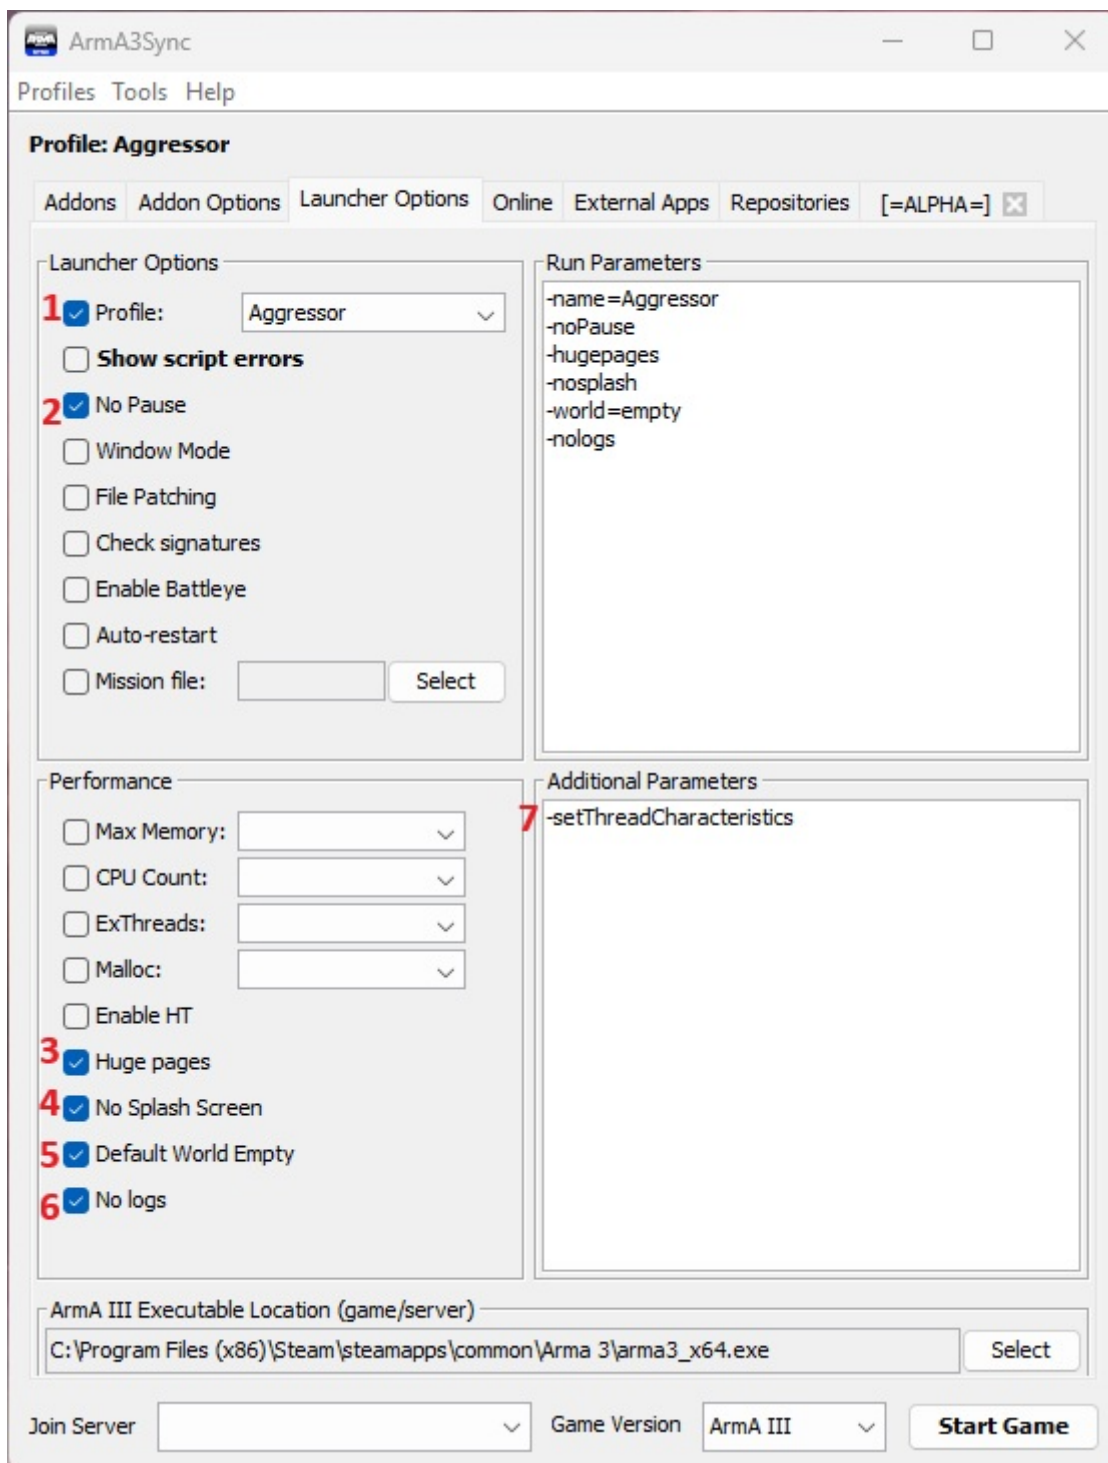 ArmA3Sync
Profiles Tools Help
Profile: Aggressor
Addons Addon Options Launcher Options Online External Apps Repositories [=ALPHA=]
Launcher Options
1 Profile: Aggressor
Show script errors
2 No Pause
Window Mode
File Patching
Check signatures
Enable Battleye
Auto-restart
Mission file: Select
Run Parameters
-name=Aggressor
-noPause
-hugepages
-nosplash
-world=empty
-nologs
Performance
Max Memory:
CPU Count:
ExThreads:
Malloc:
Enable HT
3 Huge pages
4 No Splash Screen
5 Default World Empty
6 No logs
Additional Parameters
7 -setThreadCharacteristics
ArmA III Executable Location (game/server)
C:\Program Files (x86)\Steam\steamapps\common\Arma 3\arma3_x64.exe Select
Join Server Game Version ArmA III Start Game